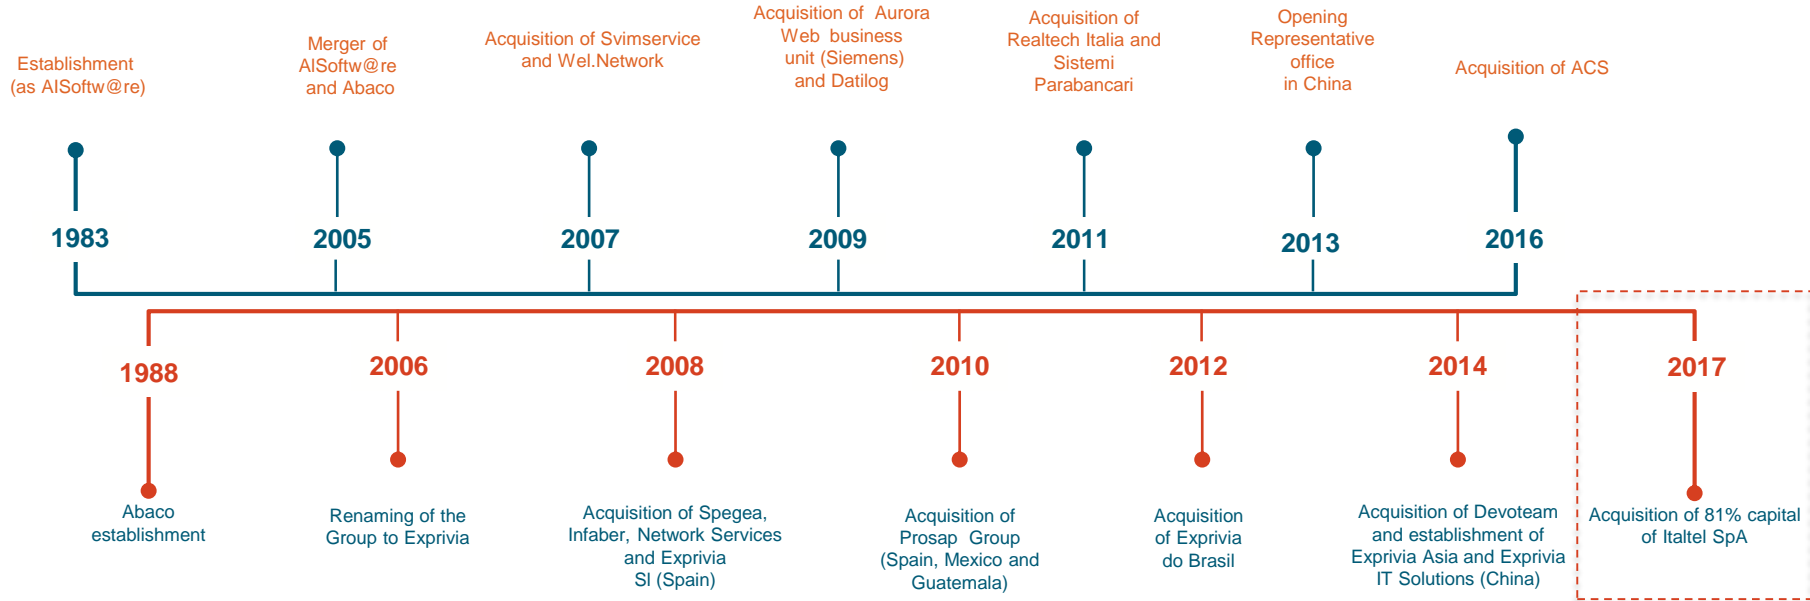 Establishment
(as AISoftw@re)
Merger of
AISoftw@re
and Abaco
Acquisition of Svimservice
and Wel.Network
Acquisition of Aurora
Web business
unit (Siemens)
and Datilog
Acquisition of
Realtech Italia and
Sistemi
Parabancari
Opening
Representative
office
in China
Acquisition of ACS
1983
2005
2007
2009
2011
2013
2016
1988
2006
2008
2010
2012
2014
2017
Abaco
establishment
Renaming of the
Group to Exprivia
Acquisition of Spegea,
Infaber, Network Services
and Exprivia
Sl (Spain)
Acquisition of
Prosap Group
(Spain, Mexico and
Guatemala)
Acquisition
of Exprivia
do Brasil
Acquisition of Devoteam
and establishment of
Exprivia Asia and Exprivia
IT Solutions (China)
Acquisition of 81% capital
of Italtel SpA